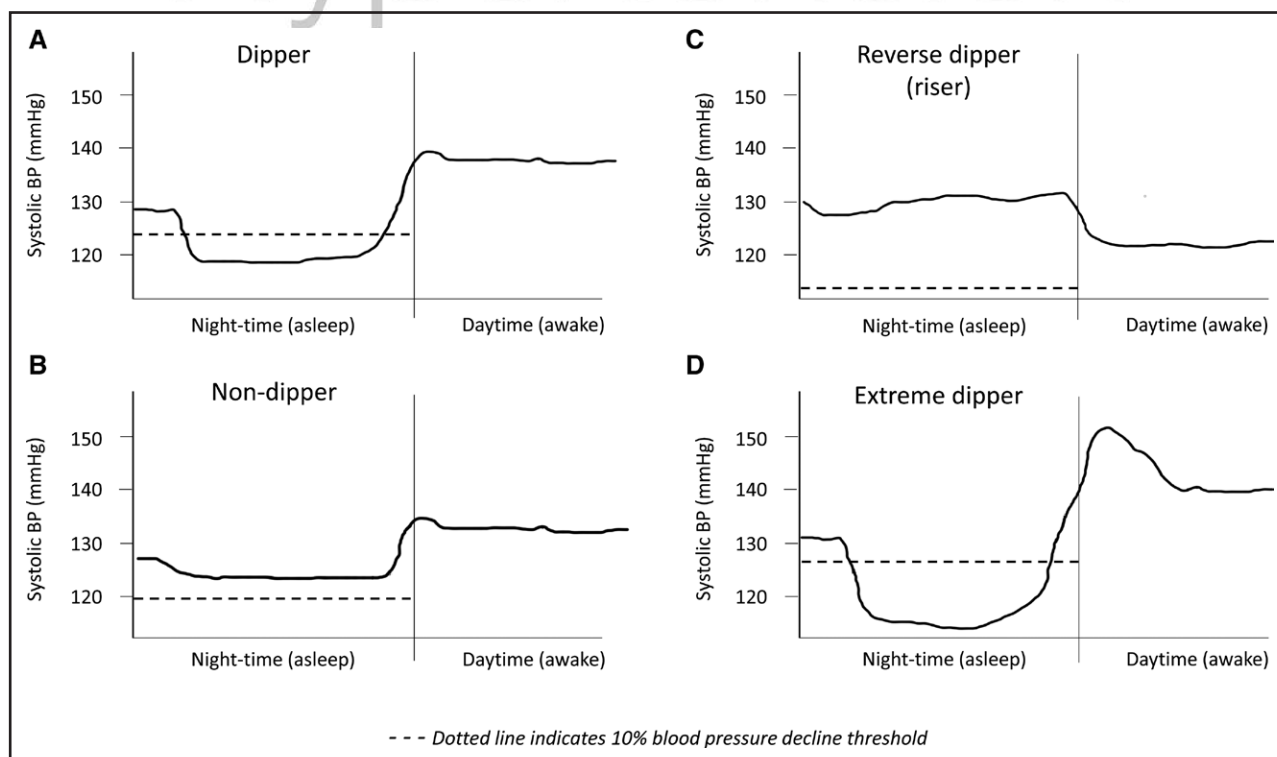 A
Dipper
Systolic BP (mmHg)
150
140
130
120
Night-time (asleep)
Daytime (awake)
B
Non-dipper
Systolic BP (mmHg)
150
140
130
120
Night-time (asleep)
Daytime (awake)
C
Reverse dipper
(riser)
Systolic BP (mmHg)
150
140
130
120
Night-time (asleep)
Daytime (awake)
D
Extreme dipper
Systolic BP (mmHg)
150
140
130
120
Night-time (asleep)
Daytime (awake)
--- Dotted line indicates 10% blood pressure decline threshold